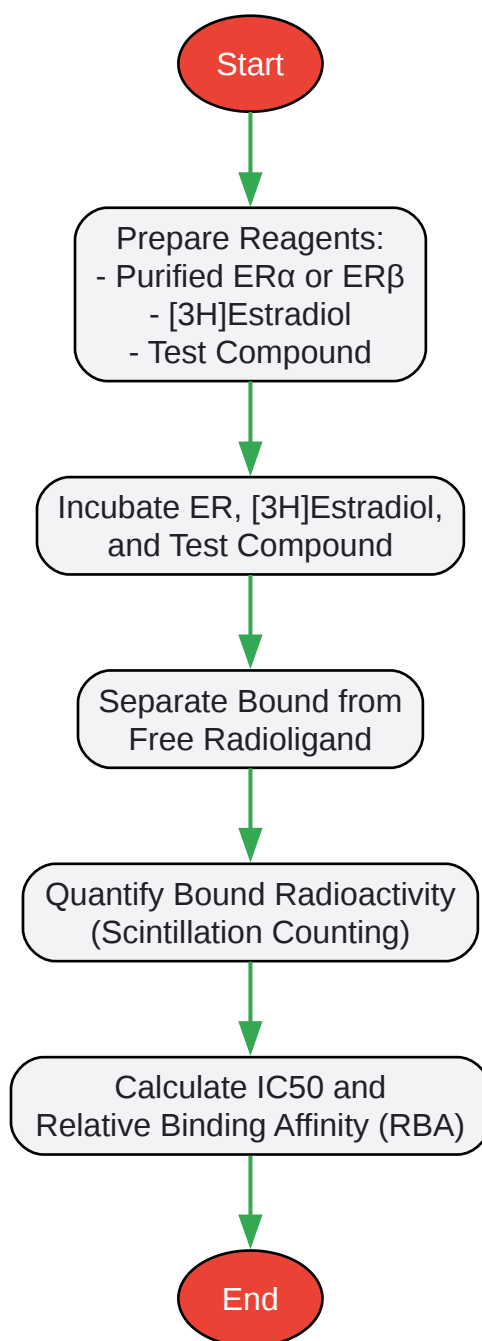 Start
Prepare Reagents:
- Purified ERα or ERβ
- [3H]Estradiol
- Test Compound
Incubate ER, [3H]Estradiol,
and Test Compound
Separate Bound from
Free Radioligand
Quantify Bound Radioactivity
(Scintillation Counting)
Calculate IC50 and
Relative Binding Affinity (RBA)
End